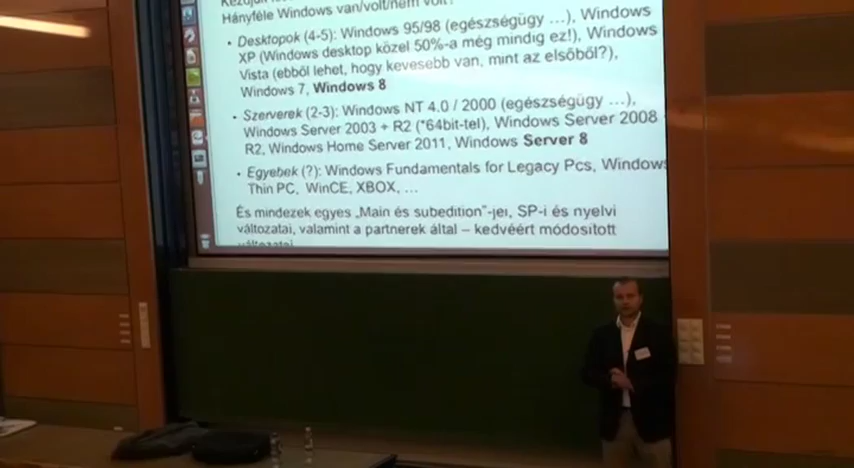 Hányféle Windows van/volt/nem volt?
• Desktopok (4-5): Windows 95/98 (egészségügy …), Windows
XP (Windows desktop közel 50%-a még mindig ez!), Windows
Vista (ebből lehet, hogy kevesebb van, mint az elsőből?),
Windows 7, Windows 8
• Szerverek (2-3): Windows NT 4.0 / 2000 (egészségügy …),
Windows Server 2003 + R2 (*64bit-tel), Windows Server 2008
R2, Windows Home Server 2011, Windows Server 8
• Egyebek (?): Windows Fundamentals for Legacy Pcs, Windows
Thin PC, WinCE, XBOX, …
És mindezek egyes „Main és subedition”-jei, SP-i és nyelvi
változatai, valamint a partnerek által – kedvéért módosított
változatai